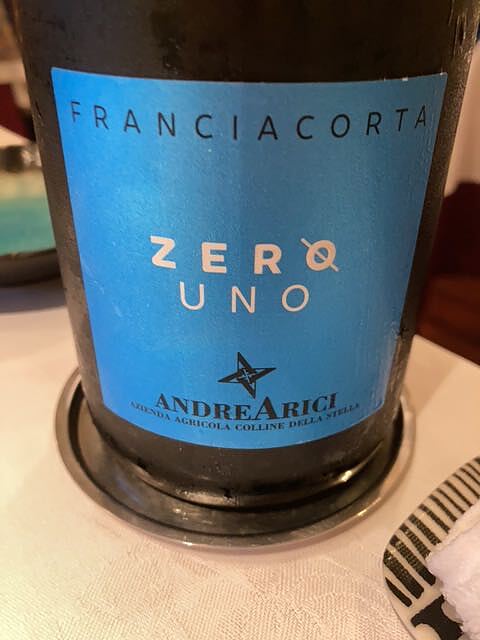 FRANCIACORTA
ZERO
UNO
ANDREARICI
AZIENDA AGRICOLA COLLINE DELLA STELLA